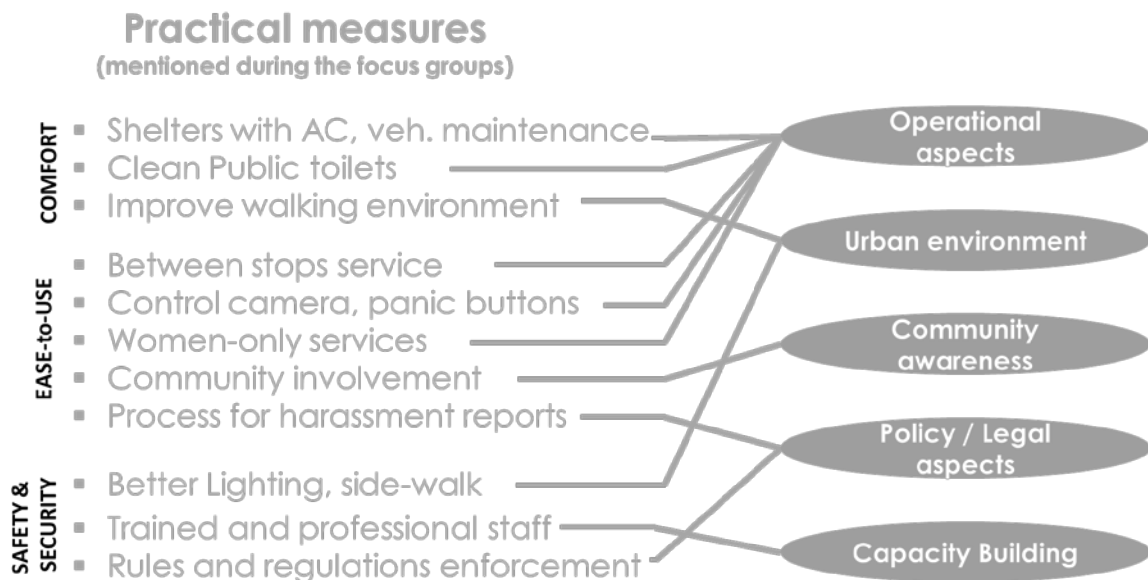 Practical measures
(mentioned during the focus groups)
COMFORT
▪ Shelters with AC, veh. maintenance
▪ Clean Public toilets
▪ Improve walking environment
EASE-to-USE
▪ Between stops service
▪ Control camera, panic buttons
▪ Women-only services
▪ Community involvement
▪ Process for harassment reports
SAFETY &
SECURITY
▪ Better Lighting, side-walk
▪ Trained and professional staff
▪ Rules and regulations enforcement
Operational
aspects
Urban environment
Community
awareness
Policy / Legal
aspects
Capacity Building